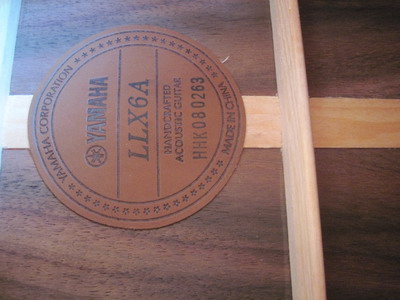 YAMAHA CORPORATION
YAMAHA
LLX6A
HANDCRAFTED
ACOUSTIC GUITAR
HHK080263
MADE IN CHINA